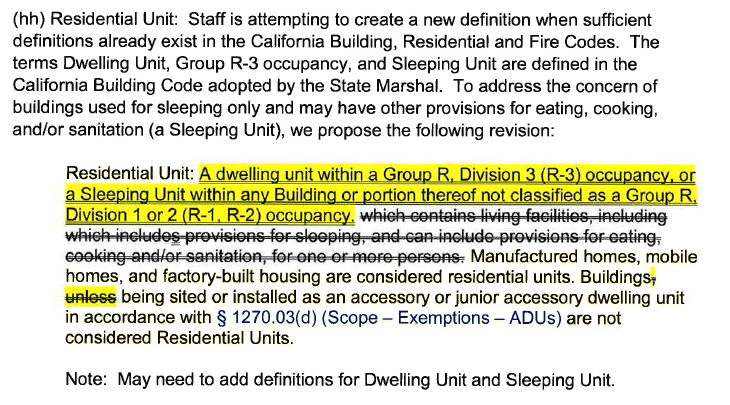 (hh) Residential Unit:  Staff is attempting to create a new definition when sufficient
definitions already exist in the California Building, Residential and Fire Codes.  The
terms Dwelling Unit, Group R-3 occupancy, and Sleeping Unit are defined in the
California Building Code adopted by the State Marshal.  To address the concern of
buildings used for sleeping only and may have other provisions for eating, cooking,
and/or sanitation (a Sleeping Unit), we propose the following revision:
Residential Unit: A dwelling unit within a Group R, Division 3 (R-3) occupancy, or
a Sleeping Unit within any Building or portion thereof not classified as a Group R,
Division 1 or 2 (R-1, R-2) occupancy. which contains living facilities, including
which includes provisions for sleeping, and can include provisions for eating,
cooking and/or sanitation, for one or more persons. Manufactured homes, mobile
homes, and factory-built housing are considered residential units. Buildings,
unless being sited or installed as an accessory or junior accessory dwelling unit
in accordance with § 1270.03(d) (Scope – Exemptions – ADUs) are not
considered Residential Units.
Note:  May need to add definitions for Dwelling Unit and Sleeping Unit.